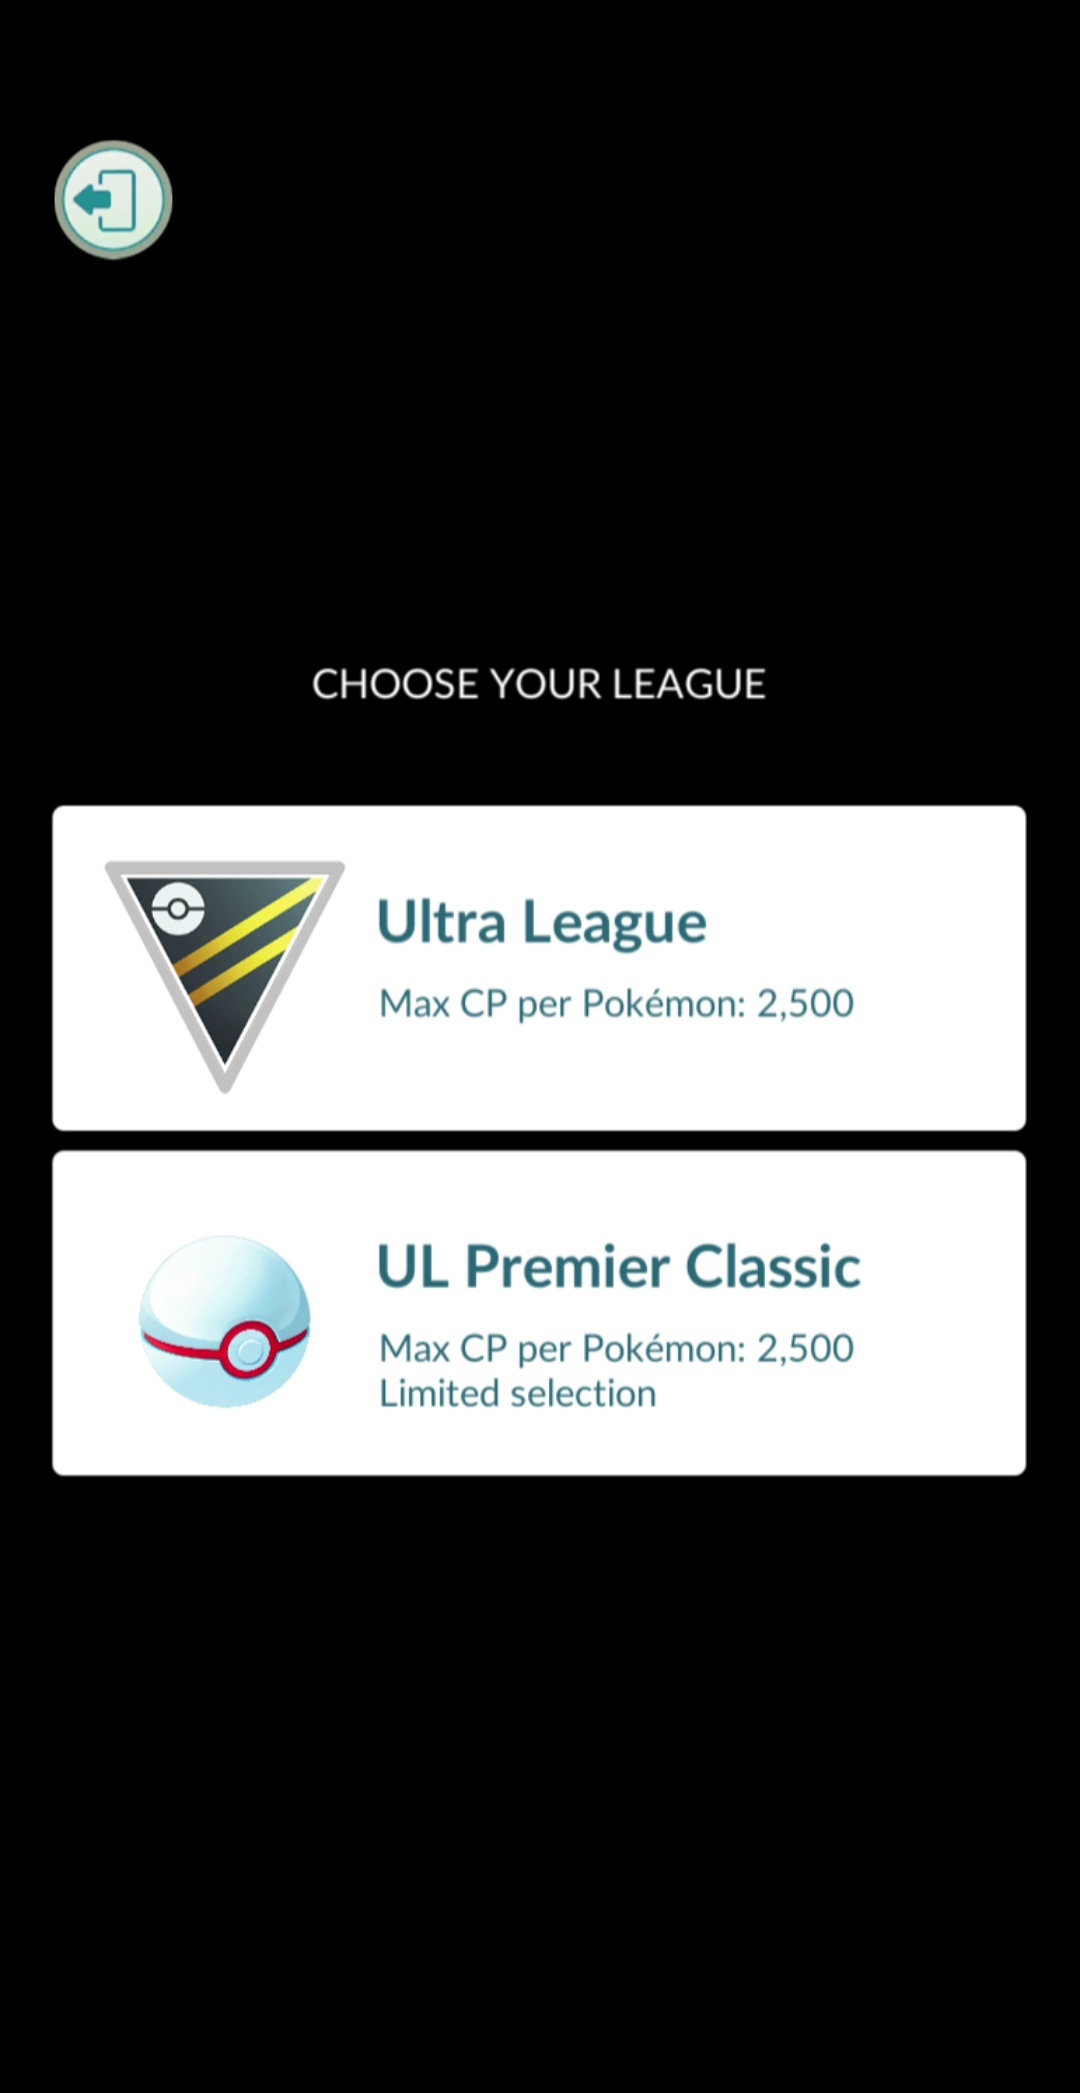 CHOOSE YOUR LEAGUE
Ultra League
Max CP per Pokémon: 2,500
UL Premier Classic
Max CP per Pokémon: 2,500
Limited selection